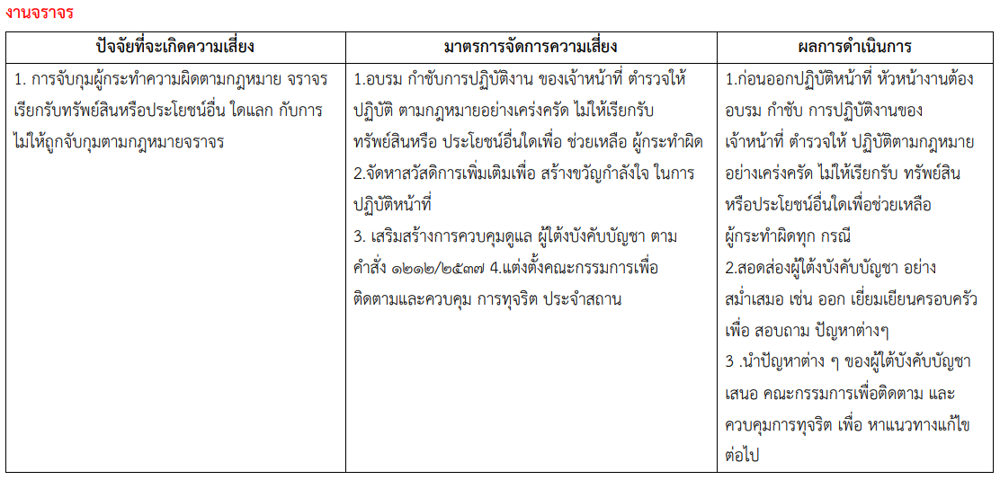 งานจราจร
ปัจจัยที่จะเกิดความเสี่ยง
มาตรการจัดการความเสี่ยง
ผลการดำเนินการ
1. การจับกุมผู้กระทำความผิดตามกฎหมาย จราจร
เรียกรับทรัพย์สินหรือประโยชน์อื่น ใดแลก กับการ
ไม่ให้ถูกจับกุมตามกฎหมายจราจร
1.อบรม กำชับการปฏิบัติงาน ของเจ้าหน้าที่ ตำรวจให้
ปฏิบัติ ตามกฎหมายอย่างเคร่งครัด ไม่ให้เรียกรับ
ทรัพย์สินหรือ ประโยชน์อื่นใดเพื่อ ช่วยเหลือ ผู้กระทำผิด
2.จัดหาสวัสดิการเพิ่มเติมเพื่อ สร้างขวัญกำลังใจ ในการ
ปฏิบัติหน้าที่
3. เสริมสร้างการควบคุมดูแล ผู้ใต้งบังคับบัญชา ตาม
คำสั่ง ๑๒๑๒/๒๕๓๗ 4.แต่งตั้งคณะกรรมการเพื่อ
ติดตามและควบคุม การทุจริต ประจำสถาน
1.ก่อนออกปฏิบัติหน้าที่ หัวหน้างานต้อง
อบรม กำชับ การปฏิบัติงานของ
เจ้าหน้าที่ ตำรวจให้ ปฏิบัติตามกฎหมาย
อย่างเคร่งครัด ไม่ให้เรียกรับ ทรัพย์สิน
หรือประโยชน์อื่นใดเพื่อช่วยเหลือ
ผู้กระทำผิดทุก กรณี
2.สอดส่องผู้ใต้งบังคับบัญชา อย่าง
สม่ำเสมอ เช่น ออก เยี่ยมเยียนครอบครัว
เพื่อ สอบถาม ปัญหาต่างๆ
3 .นำปัญหาต่าง ๆ ของผู้ใต้บังคับบัญชา
เสนอ คณะกรรมการเพื่อติดตาม และ
ควบคุมการทุจริต เพื่อ หาแนวทางแก้ไข
ต่อไป